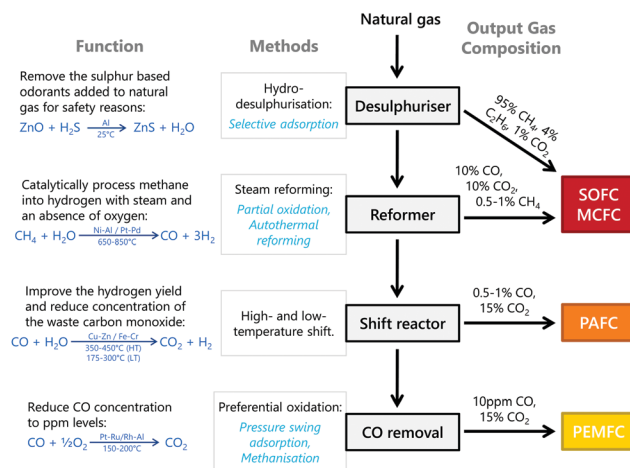 Natural gas
Function
Methods
Output Gas
Composition
Remove the sulphur based
odorants added to natural
gas for safety reasons:
ZnO + H₂S Al ZnS + H₂O
25°C
Hydro-
desulphurisation:
Selective adsorption
Desulphuriser
95% CH₄, 4%
C₂H₆, 1% CO₂
Catalytically process methane
into hydrogen with steam and
an absence of oxygen:
CH₄ + H₂O Ni-Al / Pt-Pd CO + 3H₂
650-850°C
Steam reforming:
Partial oxidation,
Autothermal
reforming
Reformer
10% CO,
10% CO₂,
0.5-1% CH₄
SOFC
MCFC
Improve the hydrogen yield
and reduce concentration of
the waste carbon monoxide:
CO + H₂O Cu-Zn / Fe-Cr CO₂ + H₂
350-450°C (HT)
175-300°C (LT)
High- and low-
temperature shift.
Shift reactor
0.5-1% CO,
15% CO₂
PAFC
Reduce CO concentration
to ppm levels:
CO + ½O₂ Pt-Ru/Rh-Al CO₂
150-200°C
Preferential oxidation:
Pressure swing
adsorption,
Methanisation
CO removal
10ppm CO,
15% CO₂
PEMFC